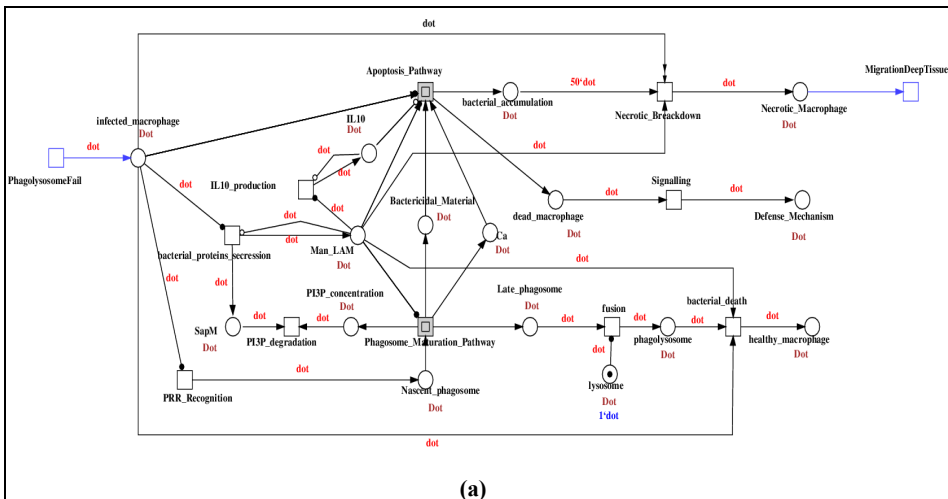 dot
Apoptosis_Pathway
MigrationDeepTissue
50`dot
dot
bacterial_accumulation
Dot
Necrotic_Breackdown
Necrotic_Macrophage
Dot
IL10
Dot
infected_macrophage
Dot
dot
PhagolysosomeFail
dot
dot
IL10_production
dot
dot
Signalling
dot
dot
dead_macrophage
Dot
Defense_Mechanism
Dot
Bactericidal_Material
Dot
dot
dot
bacterial_proteins_secression
Man_LAM
Dot
Ca
Dot
dot
dot
dot
PI3P_concentration
Dot
Late_phagosome
Dot
bacterial_death
fusion
dot
dot
SapM
Dot
PI3P_degradation
Phagosome_Maturation_Pathway
dot
dot
phagolysosome
Dot
dot
dot
healthy_macrophage
Dot
dot
lysosome
Dot
1`dot
dot
PRR_Recognition
Nascent_phagosome
Dot
dot
(a)